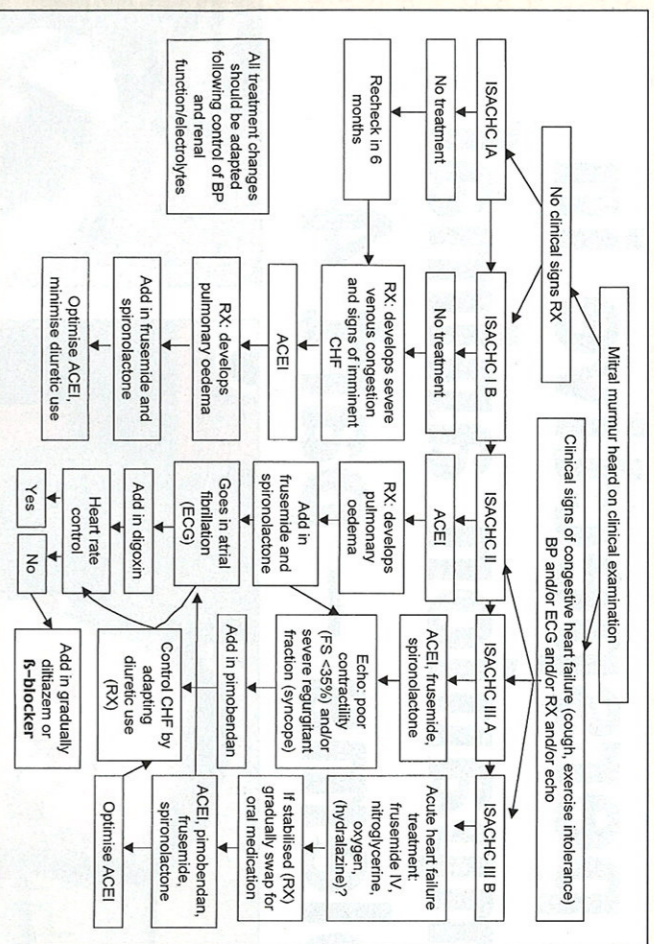 Mitral murmur heard on clinical examination
No clinical signs RX
Clinical signs of congestive heart failure (cough, exercise intolerance)
BP and/or ECG and/or RX and/or echo
ISACHC IA
ISACHC I B
ISACHC II
ISACHC III A
ISACHC III B
No treatment
Recheck in 6
months
All treatment changes
should be adapted
following control of BP
and renal
function/electrolytes
No treatment
RX: develops severe
venous congestion
and signs of imminent
CHF
ACEI
RX: develops
pulmonary oedema
Add in frusemide and
spironolactone
Optimise ACEI,
minimise diuretic use
ACEI
RX: develops
pulmonary
oedema
Add in
frusemide and
spironolactone
Goes in atrial
fibrillation
(ECG)
Add in digoxin
Heart rate
control
Yes
No
Add in gradually
diltiazem or
ß-blocker
ACEI, frusemide,
spironolactone
Echo: poor
contractility
(FS <35%) and/or
severe regurgitant
fraction (syncope)
Add in pimobendan
Control CHF by
adapting
diuretic use
(RX)
Acute heart failure
treatment:
frusemide IV,
nitroglycerine,
oxygen,
(hydralazine)?
If stabilised (RX)
gradually swap for
oral medication
ACEI, pimobendan,
frusemide,
spironolactone
Optimise ACEI